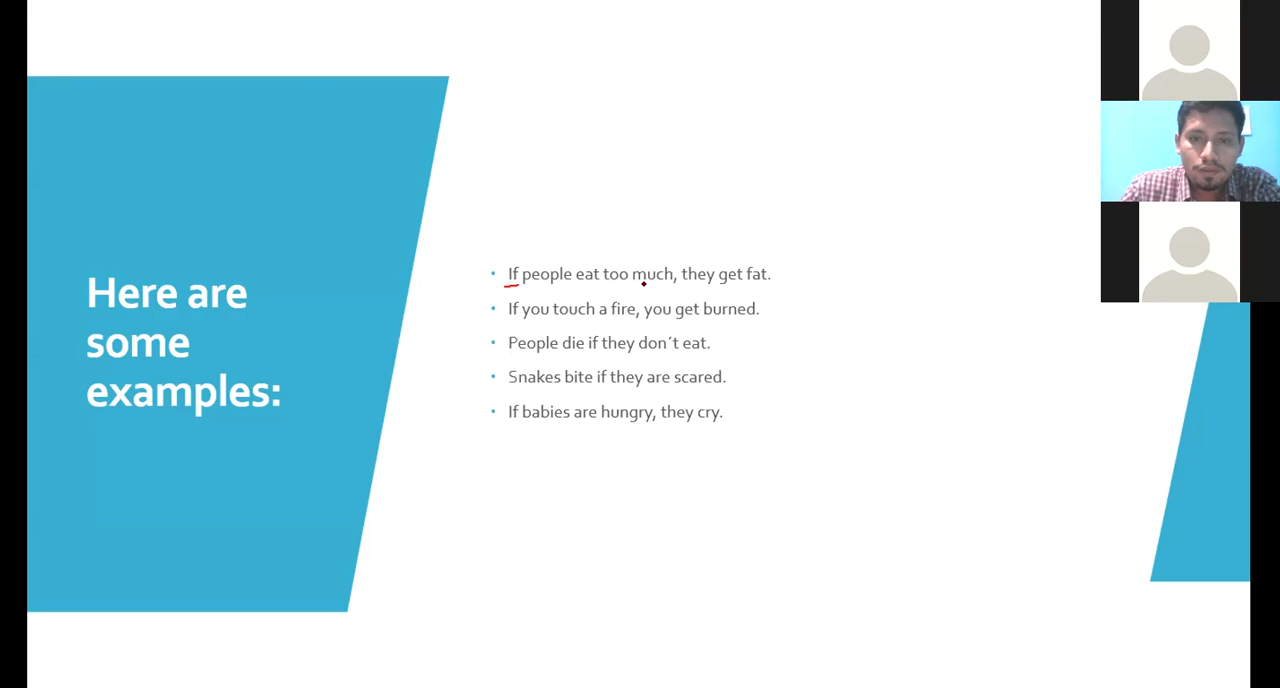 Here are
some
examples:
If people eat too much, they get fat.
If you touch a fire, you get burned.
People die if they don´t eat.
Snakes bite if they are scared.
If babies are hungry, they cry.